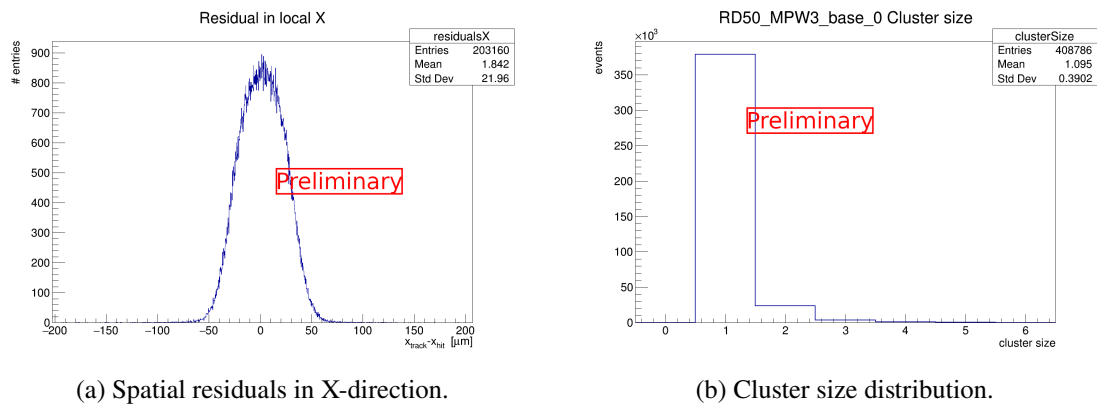 Residual in local X
residualsX
Entries 203160
Mean 1.842
Std Dev 21.96
# entries
900
800
700
600
500
400
300
200
100
0
Preliminary
−200 −150 −100 −50 0 50 100 150 200
x_track-x_hit [μm]
(a) Spatial residuals in X-direction.
RD50_MPW3_base_0 Cluster size
×10³
clusterSize
Entries 408786
Mean 1.095
Std Dev 0.3902
events
350
300
250
200
150
100
50
0
Preliminary
0 1 2 3 4 5 6
cluster size
(b) Cluster size distribution.